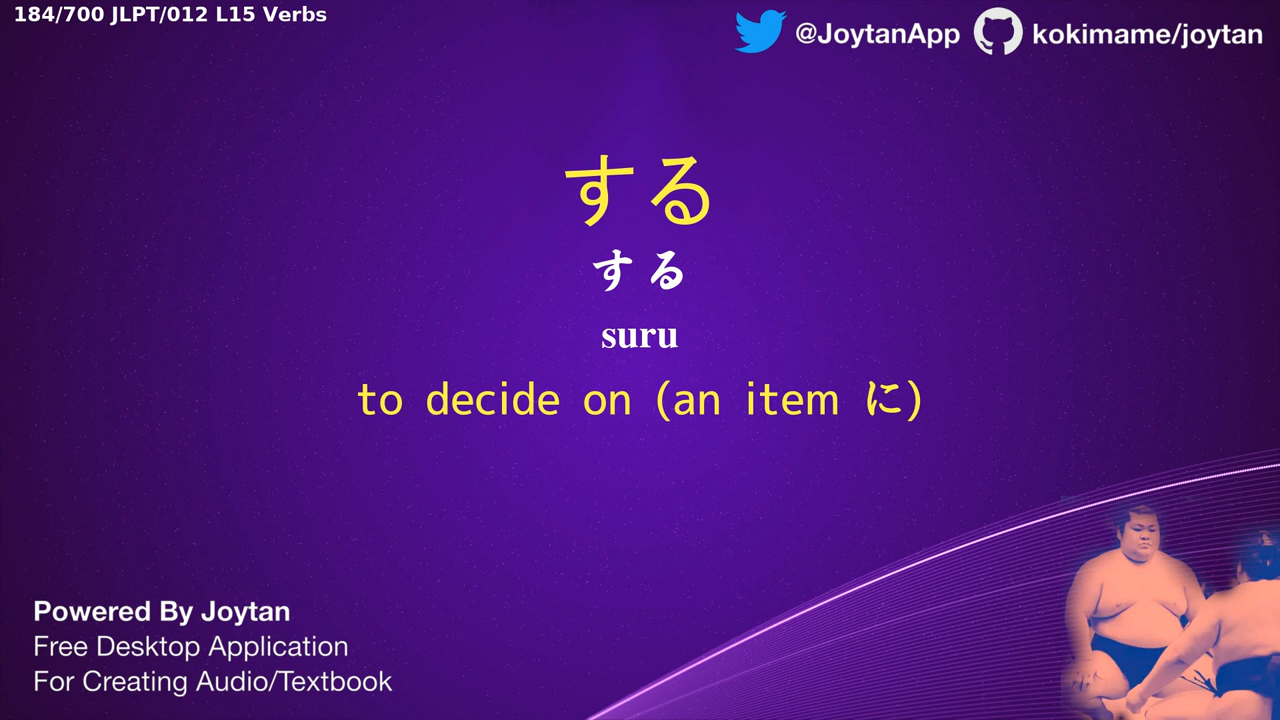 184/700 JLPT/012 L15 Verbs
@JoytanApp kokimame/joytan
する
する
suru
to decide on (an item に)
Powered By Joytan
Free Desktop Application
For Creating Audio/Textbook